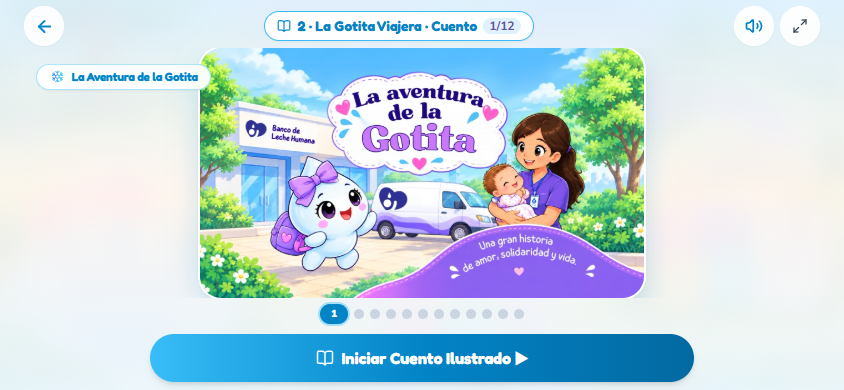 2 · La Gotita Viajera · Cuento 1/12
La Aventura de la Gotita
La aventura
de la
Gotita
Banco de
Leche Humana
Una gran historia
de amor, solidaridad y vida.
1
Iniciar Cuento Ilustrado ▶